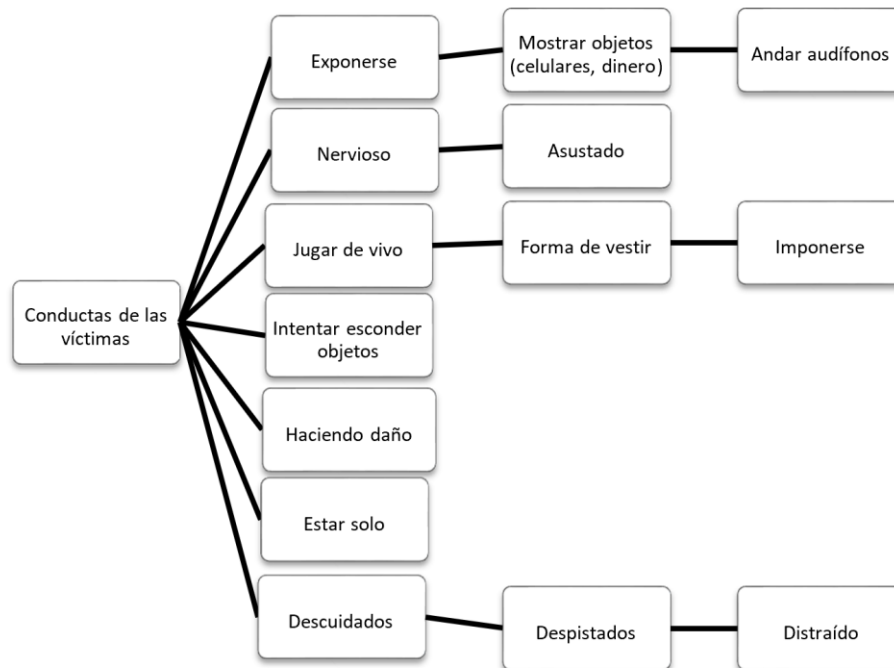 Exponerse
Mostrar objetos
(celulares, dinero)
Andar audífonos
Nervioso
Asustado
Jugar de vivo
Forma de vestir
Imponerse
Conductas de las
víctimas
Intentar esconder
objetos
Haciendo daño
Estar solo
Descuidados
Despistados
Distraído